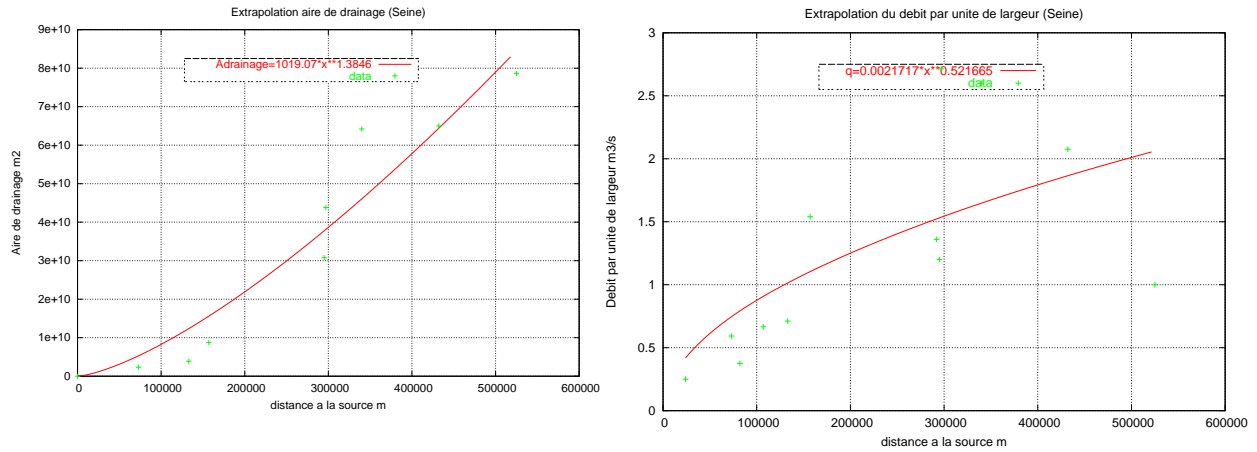 Extrapolation aire de drainage (Seine)
9e+10
8e+10
7e+10
6e+10
5e+10
4e+10
3e+10
2e+10
1e+10
0
Aire de drainage m2
Adrainage=1019.07*x**1.3846
data
0 100000 200000 300000 400000 500000 600000
distance a la source m
Extrapolation du debit par unite de largeur (Seine)
3
2.5
2
1.5
1
0.5
0
Debit par unite de largeur m3/s
q=0.0021717*x**0.521665
data
0 100000 200000 300000 400000 500000 600000
distance a la source m